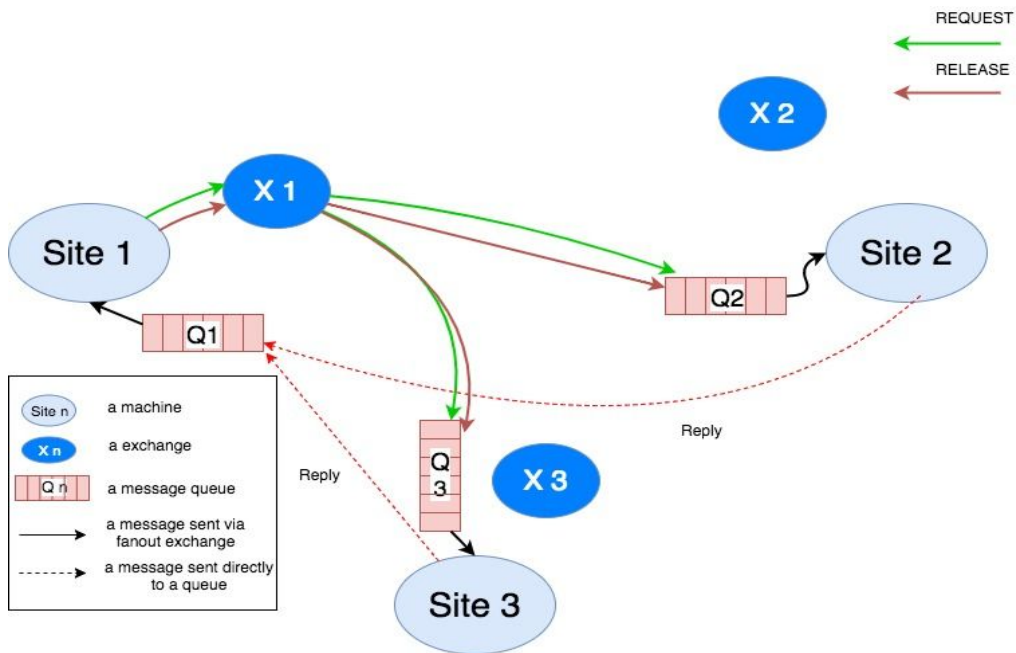 REQUEST
RELEASE
X 2
X 1
Site 1
Site 2
Q2
Q1
Reply
Reply
Q
3
X 3
Site 3
Site n
a machine
X n
a exchange
Q n
a message queue
a message sent via
fanout exchange
a message sent directly
to a queue